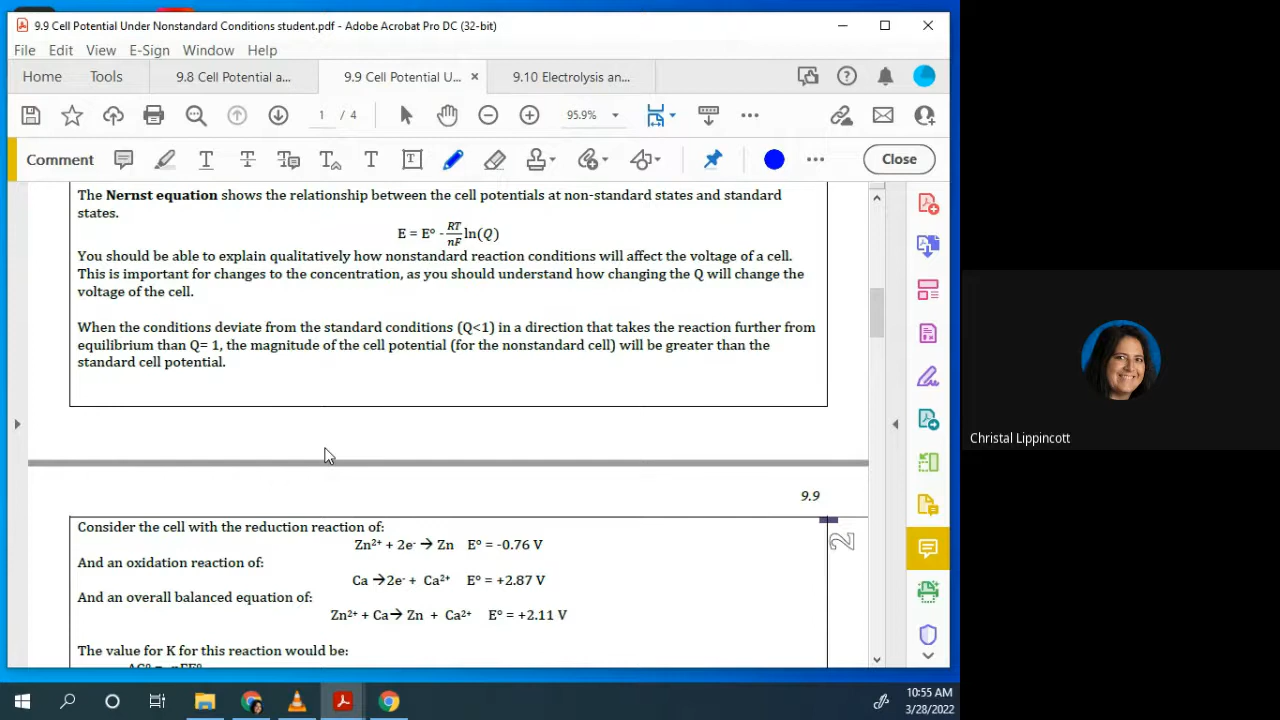 9.9 Cell Potential Under Nonstandard Conditions student.pdf - Adobe Acrobat Pro DC (32-bit)
File Edit View E-Sign Window Help
Home Tools 9.8 Cell Potential a... 9.9 Cell Potential U... × 9.10 Electrolysis an...
1 / 4 95.9%
Comment Close
The Nernst equation shows the relationship between the cell potentials at non-standard states and standard
states.
E = E° - RT/nF ln(Q)
You should be able to explain qualitatively how nonstandard reaction conditions will affect the voltage of a cell.
This is important for changes to the concentration, as you should understand how changing the Q will change the
voltage of the cell.
When the conditions deviate from the standard conditions (Q<1) in a direction that takes the reaction further from
equilibrium than Q= 1, the magnitude of the cell potential (for the nonstandard cell) will be greater than the
standard cell potential.
9.9
2
Consider the cell with the reduction reaction of:
Zn²⁺ + 2e⁻ → Zn E° = -0.76 V
And an oxidation reaction of:
Ca →2e⁻ + Ca²⁺ E° = +2.87 V
And an overall balanced equation of:
Zn²⁺ + Ca→ Zn + Ca²⁺ E° = +2.11 V
The value for K for this reaction would be:
Christal Lippincott
10:55 AM
3/28/2022